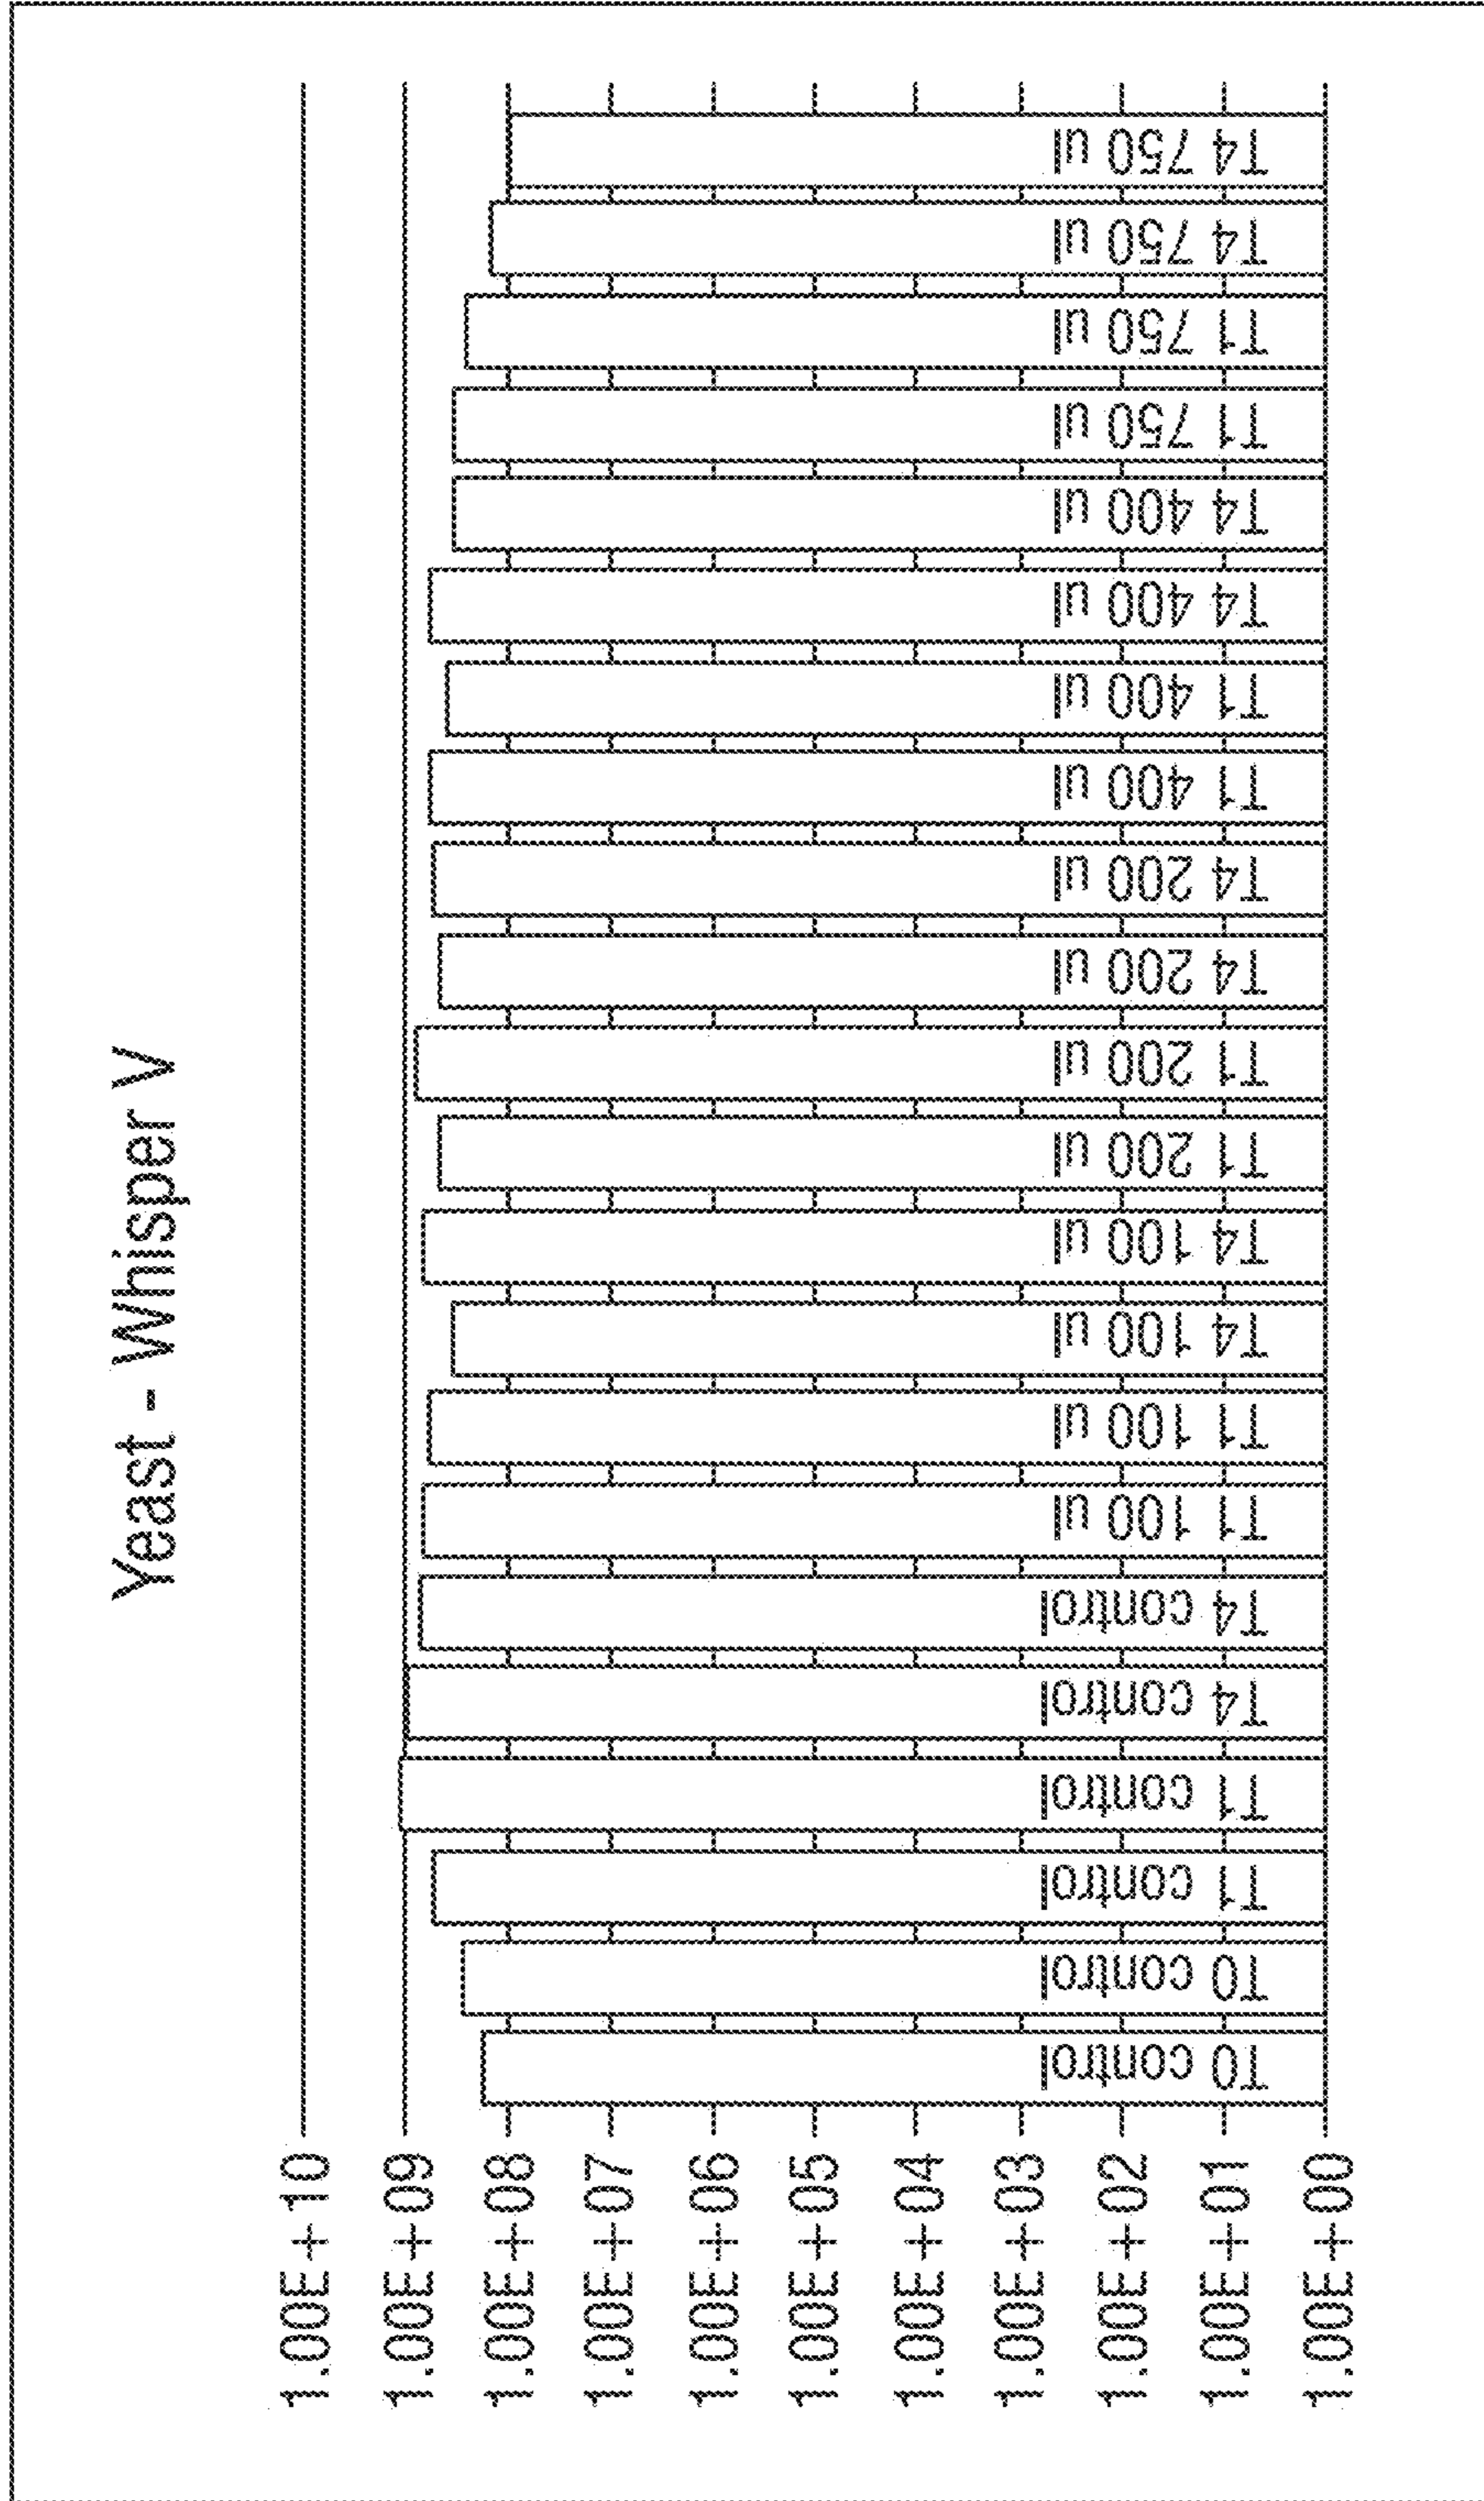 Yeast - Whisper V
1.00E+10
1.00E+09
1.00E+08
1.00E+07
1.00E+06
1.00E+05
1.00E+04
1.00E+03
1.00E+02
1.00E+01
1.00E+00
T0 control
T0 control
T1 control
T1 control
T4 control
T4 control
T1 100 ul
T1 100 ul
T4 100 ul
T4 100 ul
T1 200 ul
T1 200 ul
T4 200 ul
T4 200 ul
T1 400 ul
T1 400 ul
T4 400 ul
T4 400 ul
T1 750 ul
T1 750 ul
T4 750 ul
T4 750 ul